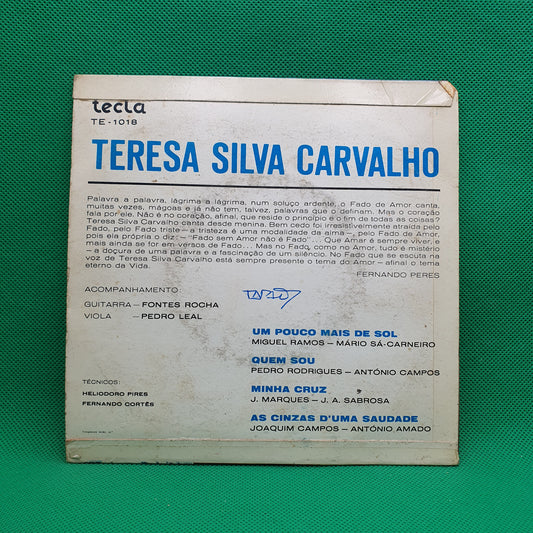 tecla
TE-1018
TERESA SILVA CARVALHO
Palavra a palavra, lágrima a lágrima, num soluço ardente, o Fado de Amor canta,
muitas vezes, mágoas e já não tem, talvez, palavras que o definam. Mas o coração
fala por ele. Não é no coração, afinal, que reside o princípio e o fim de todas as coisas?
Teresa Silva Carvalho canta desde menina. Bem cedo foi irresistivelmente atraída pelo
Fado, pelo Fado triste — a tristeza é uma modalidade da alma —, pelo Fado de Amor,
pois ela própria o diz: — “Fado sem Amor não é Fado”... Que Amar é sempre viver, e
mais ainda se for em versos de Fado... Mas no Fado, como no Amor, tudo é mistério
— a doçura de uma palavra e a fascinação de um silêncio. No Fado que se escuta na
voz de Teresa Silva Carvalho está sempre presente o tema do Amor — afinal o tema
eterno da Vida.
FERNANDO PERES
ACOMPANHAMENTO:
GUITARRA — FONTES ROCHA
VIOLA — PEDRO LEAL
UM POUCO MAIS DE SOL
MIGUEL RAMOS — MÁRIO SÁ-CARNEIRO
QUEM SOU
PEDRO RODRIGUES — ANTÓNIO CAMPOS
MINHA CRUZ
J. MARQUES — J. A. SABROSA
AS CINZAS D'UMA SAUDADE
JOAQUIM CAMPOS — ANTÓNIO AMADO
TÉCNICOS:
HELIODORO PIRES
FERNANDO CORTÊS